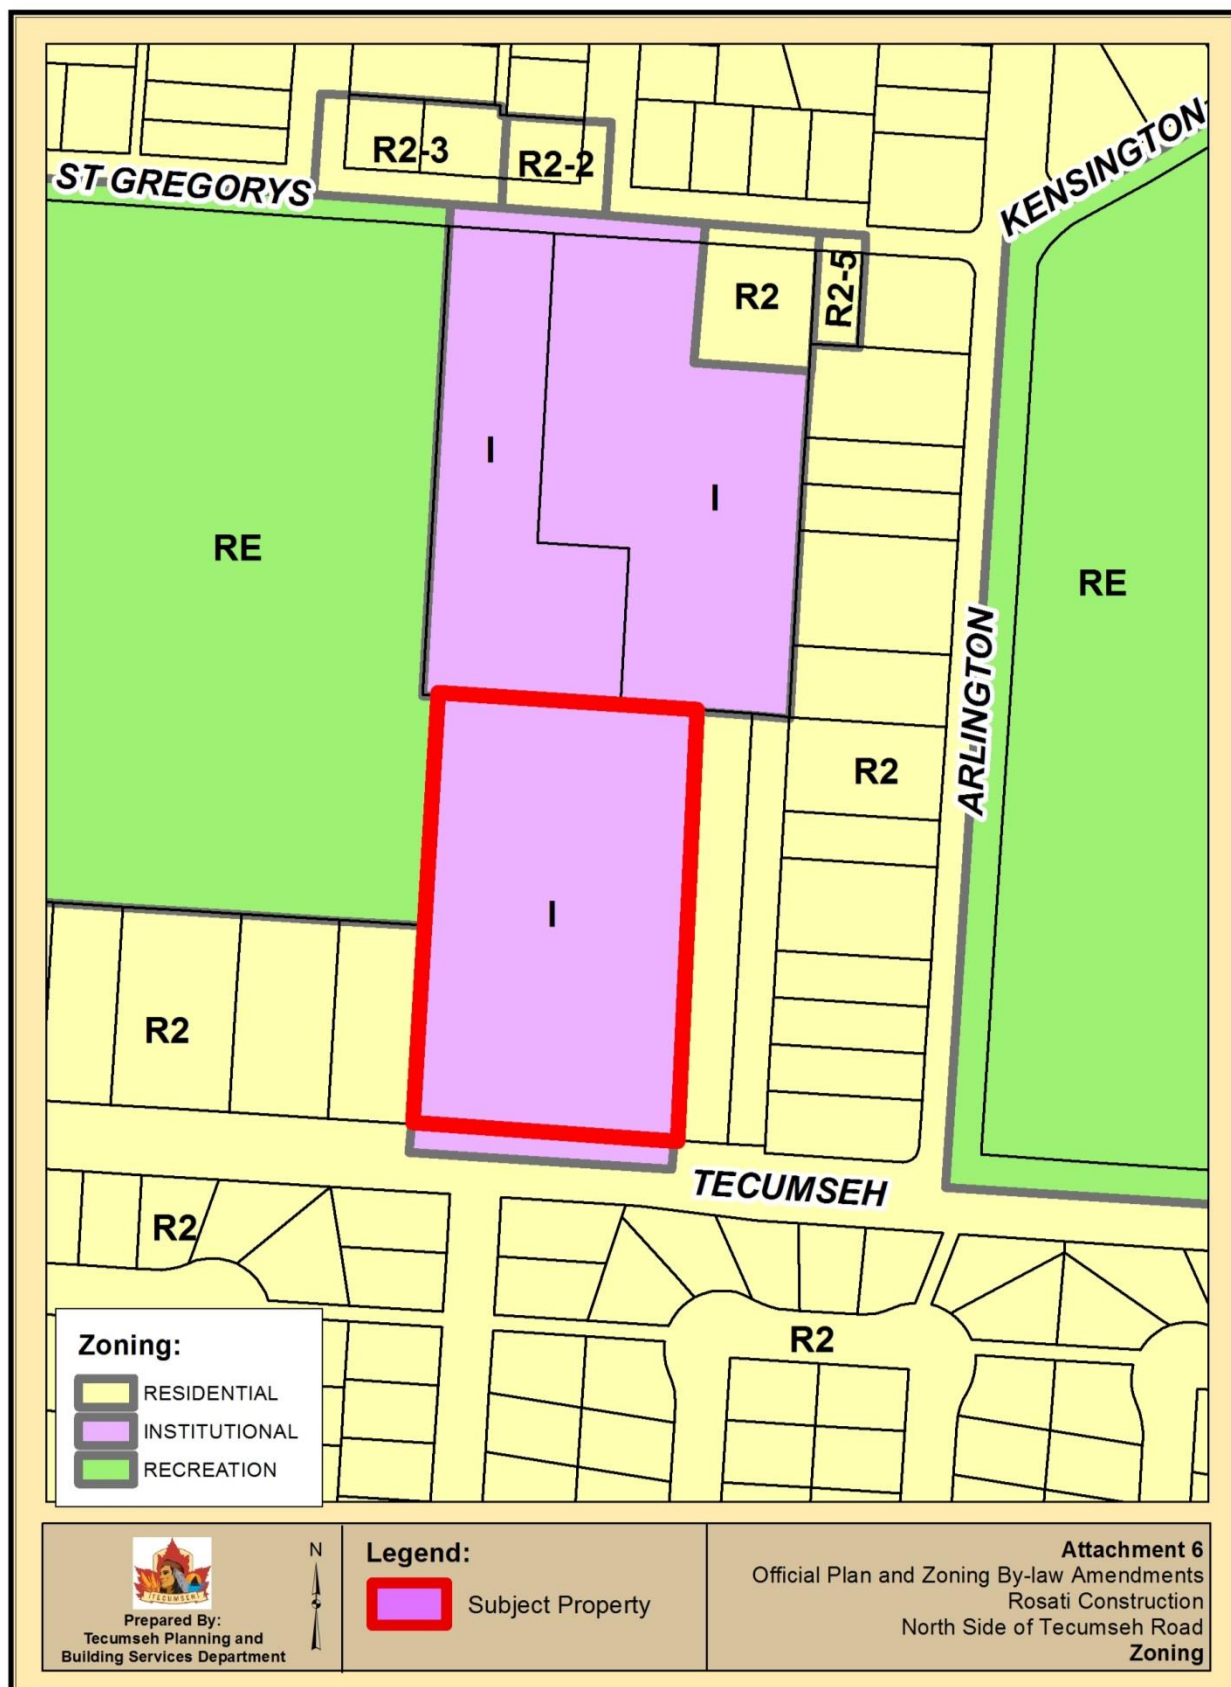 R2-3
R2-2
ST GREGORYS
KENSINGTON
R2
R2-5
I
I
RE
RE
ARLINGTON
R2
I
R2
TECUMSEH
R2
R2
Zoning:
RESIDENTIAL
INSTITUTIONAL
RECREATION
TECUMSEH
Prepared By:
Tecumseh Planning and
Building Services Department
N
Legend:
Subject Property
Attachment 6
Official Plan and Zoning By-law Amendments
Rosati Construction
North Side of Tecumseh Road
Zoning